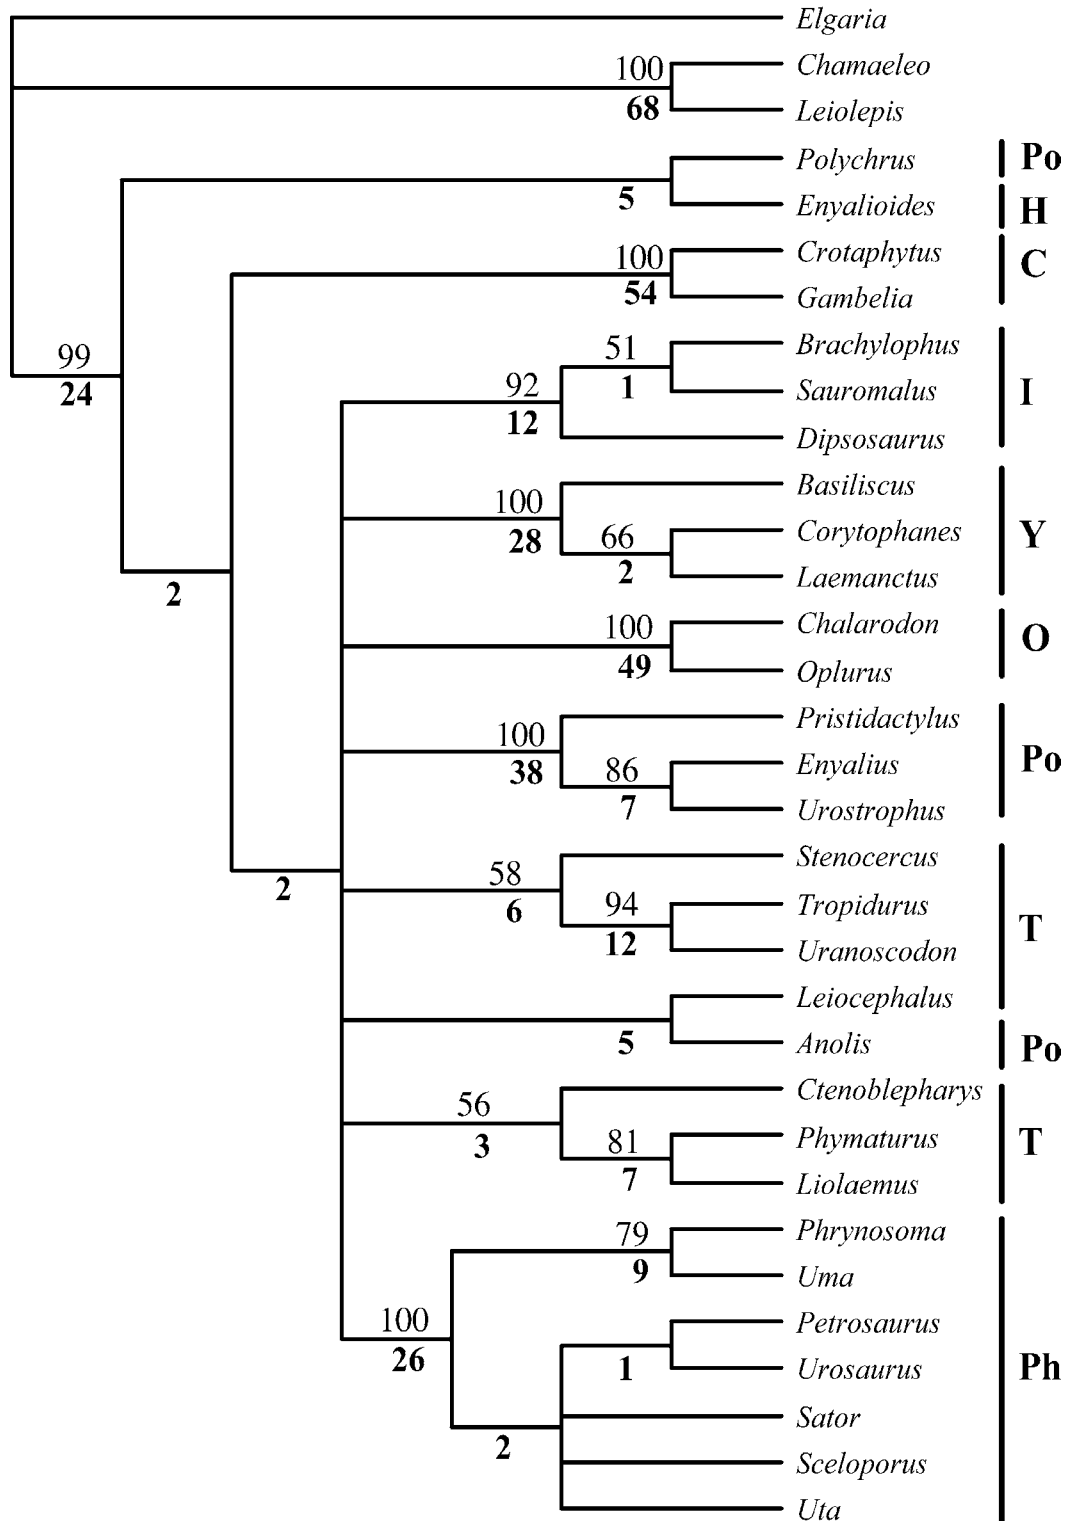 Elgaria
100 Chamaeleo
68 Leiolepis
Polychrus Po
5 Enyalioides H
100 Crotaphytus C
54 Gambelia
99
24
51 Brachylophus
92 1 Sauromalus I
12 Dipsosaurus
100 Basiliscus
28 66 Corytophanes Y
2 Laemanctus
2
100 Chalarodon O
49 Oplurus
100 Pristidactylus
38 86 Enyalius Po
7 Urostrophus
2
58 Stenocercus
6 94 Tropidurus T
12 Uranoscodon
Leiocephalus
5 Anolis Po
56 Ctenoblepharys
3 81 Phymaturus T
7 Liolaemus
79 Phrynosoma
9 Uma
100 Petrosaurus
26 1 Urosaurus Ph
Sator
2 Sceloporus
Uta